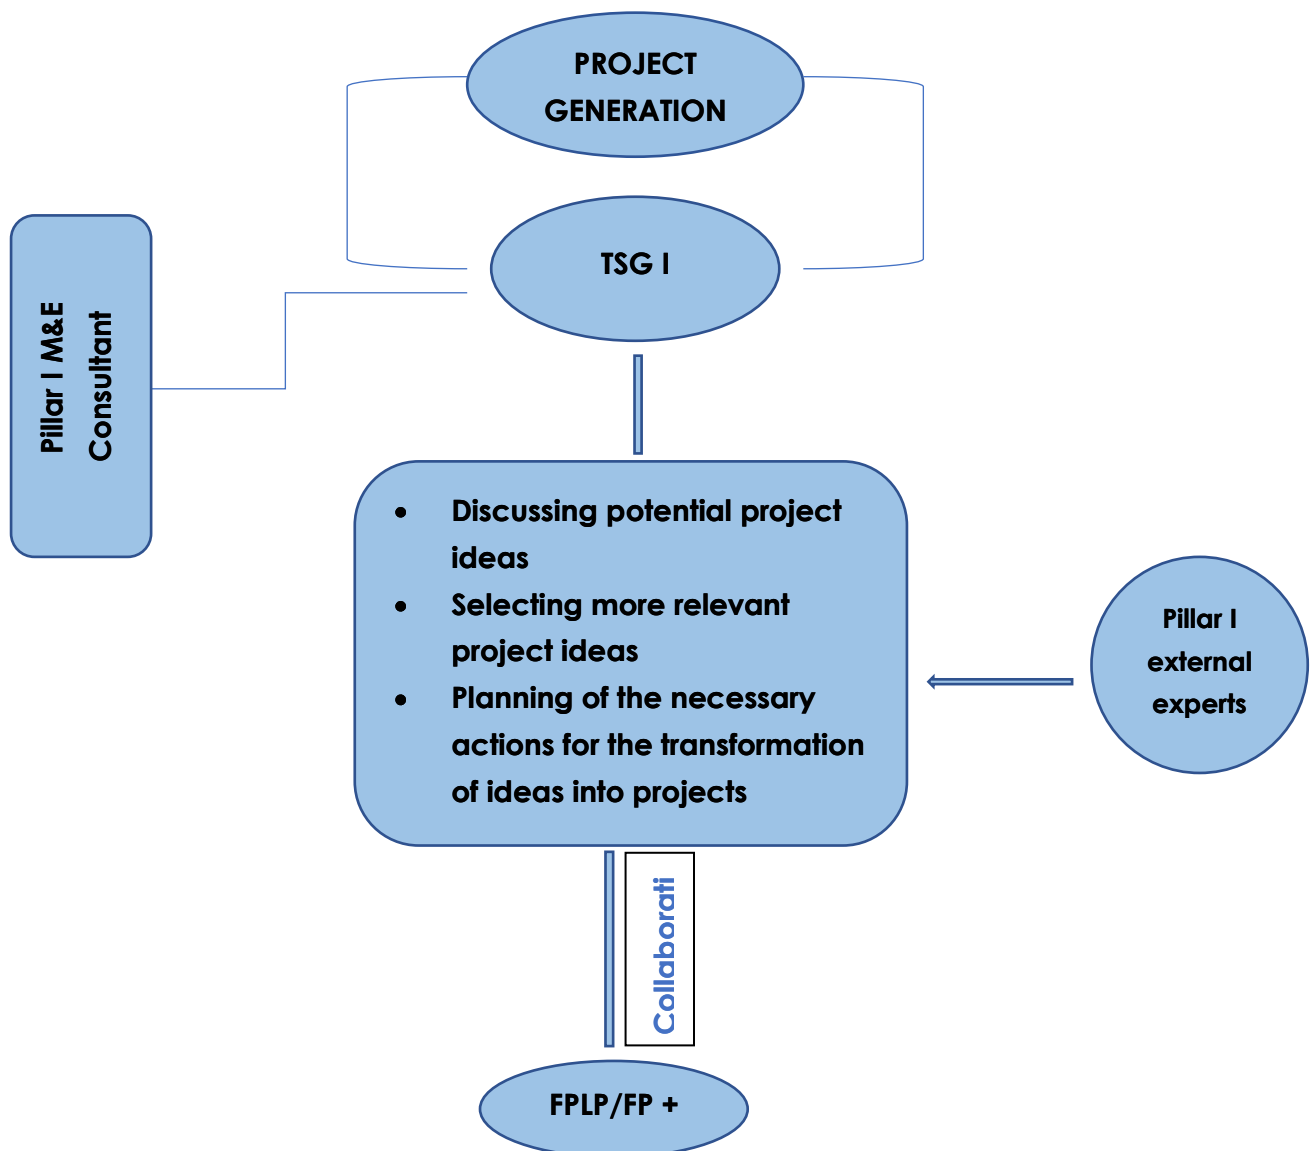 PROJECT
GENERATION
TSG I
Pillar I M&E
Consultant
• Discussing potential project
ideas
• Selecting more relevant
project ideas
• Planning of the necessary
actions for the transformation
of ideas into projects
Pillar I
external
experts
Collaborati
FPLP/FP +